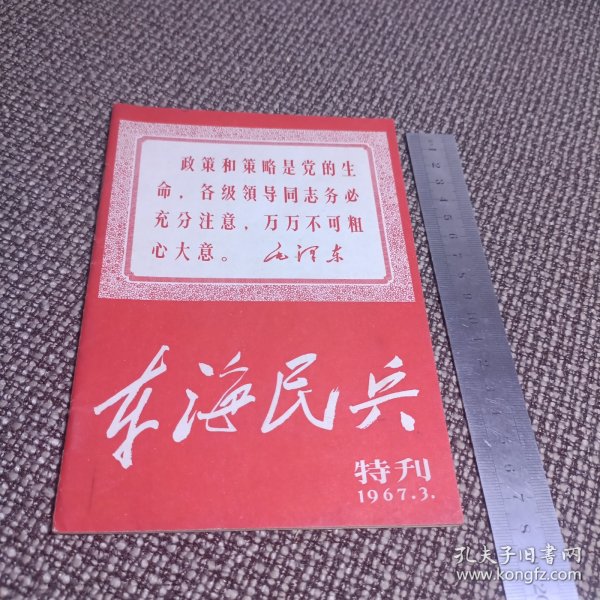 政策和策略是党的生
命，各级領导同志务必
充分注意，万万不可粗
心大意。 毛泽东
东海民兵
特刊
1967.3.
孔夫子旧书网
www.kongfz.com